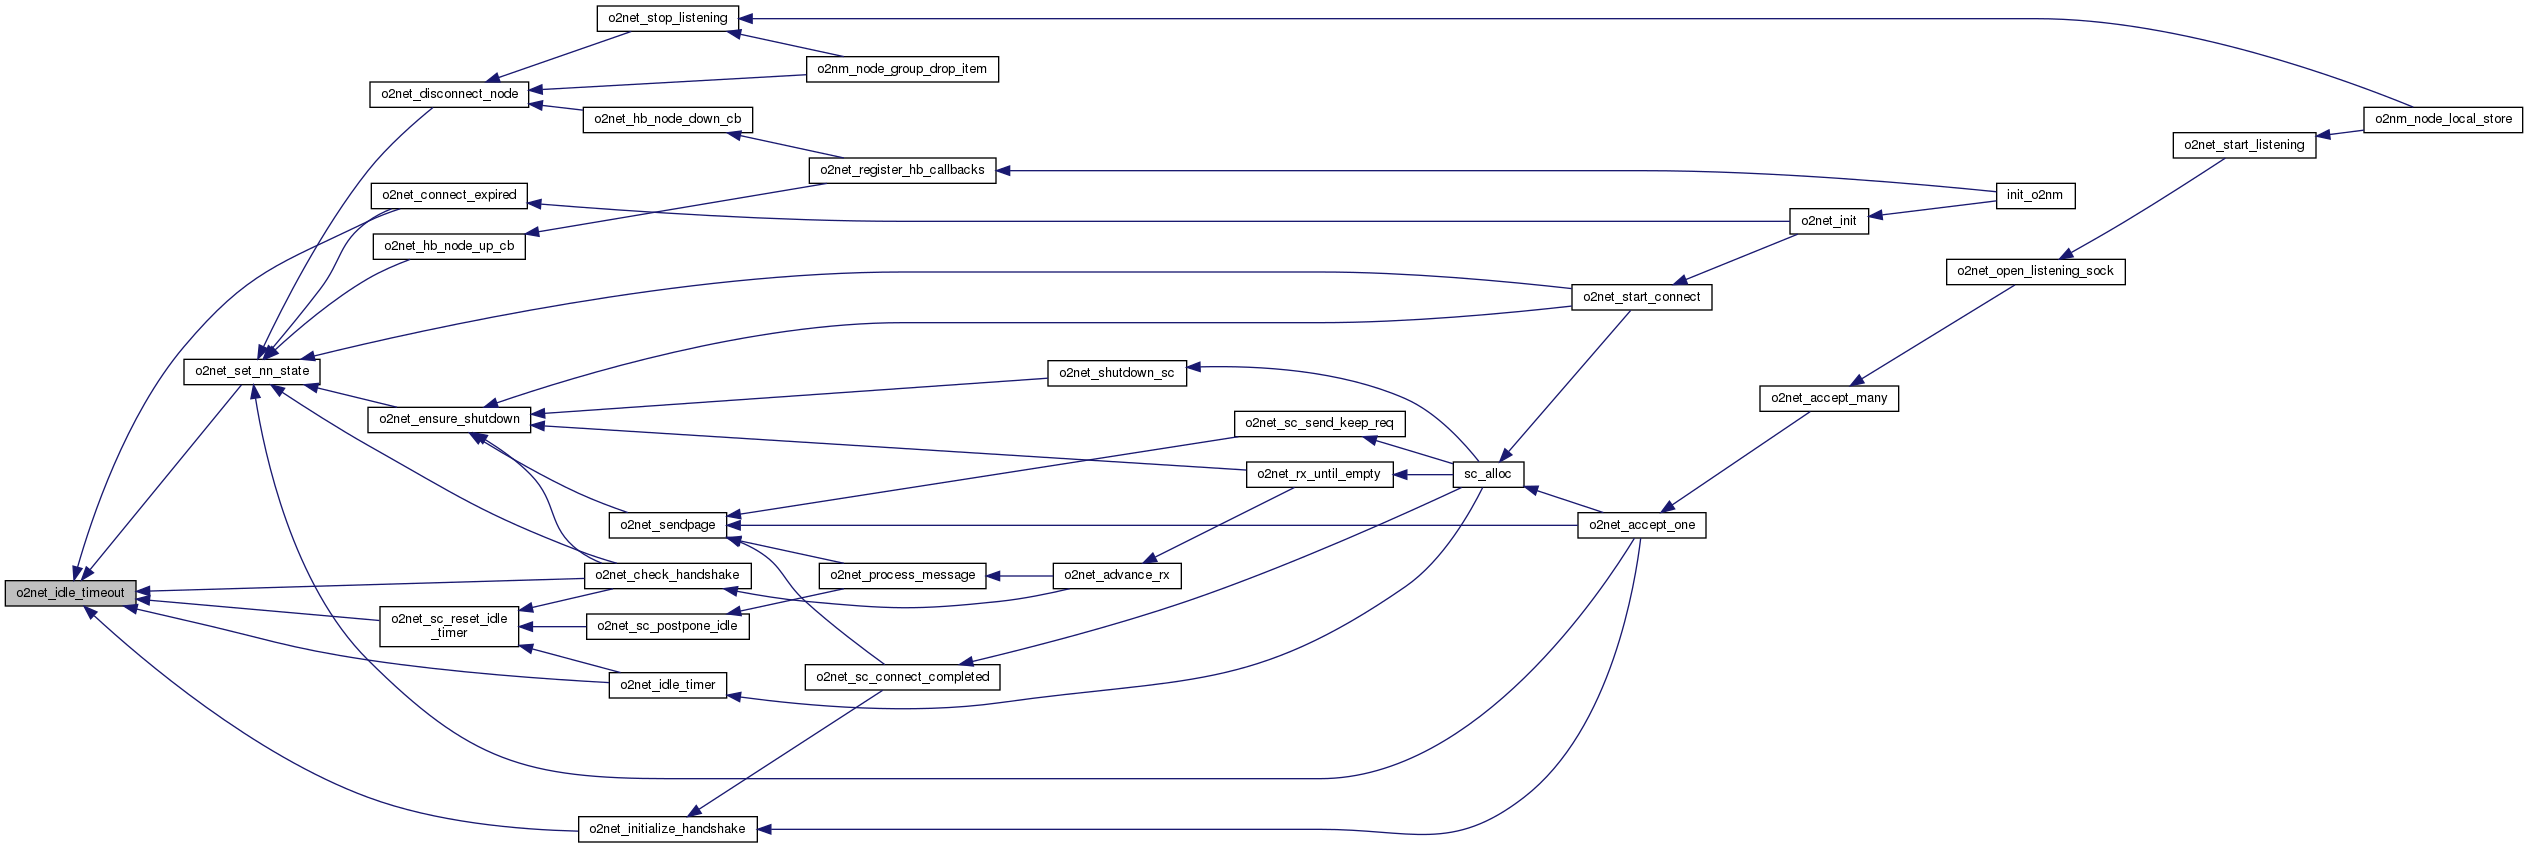 o2net_stop_listening
o2nm_node_group_drop_item
o2net_disconnect_node
o2net_hb_node_down_cb
o2nm_node_local_store
o2net_start_listening
o2net_register_hb_callbacks
o2net_connect_expired
init_o2nm
o2net_init
o2net_hb_node_up_cb
o2net_open_listening_sock
o2net_start_connect
o2net_set_nn_state
o2net_shutdown_sc
o2net_accept_many
o2net_ensure_shutdown
o2net_sc_send_keep_req
o2net_rx_until_empty
sc_alloc
o2net_sendpage
o2net_accept_one
o2net_check_handshake
o2net_process_message
o2net_advance_rx
o2net_idle_timeout
o2net_sc_reset_idle
_timer
o2net_sc_postpone_idle
o2net_sc_connect_completed
o2net_idle_timer
o2net_initialize_handshake